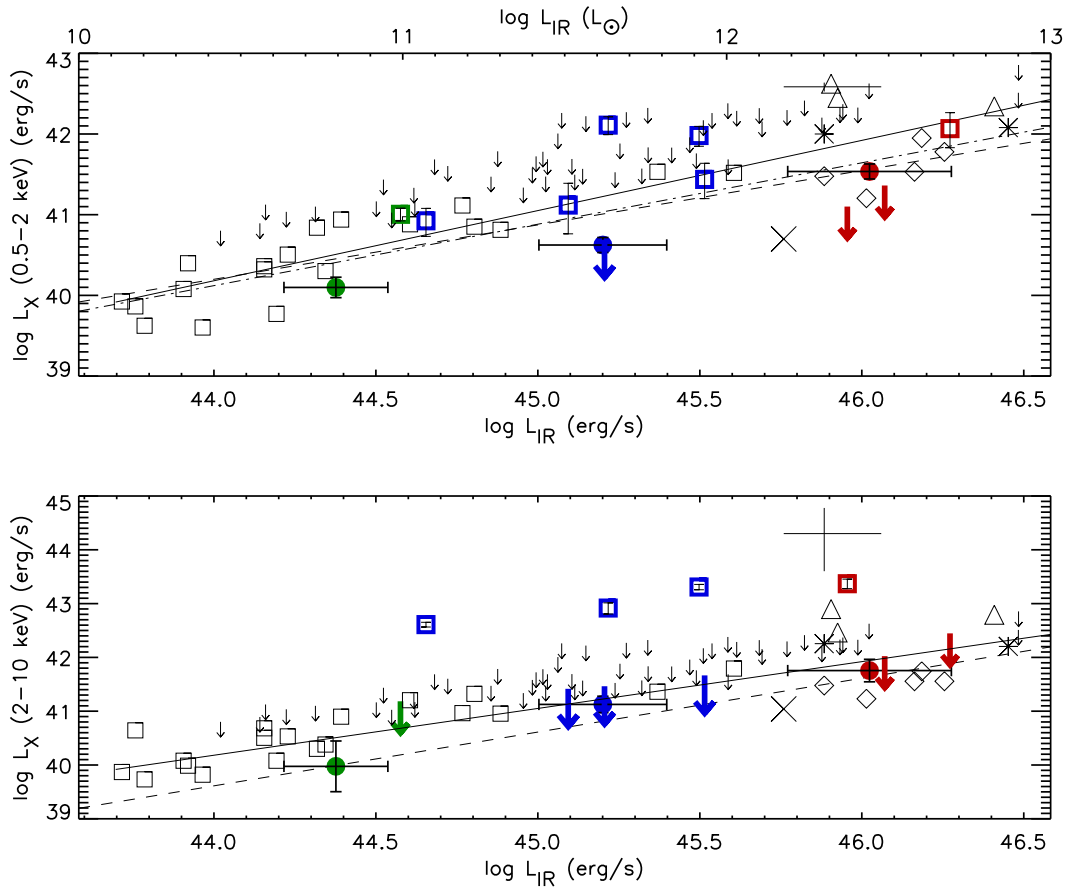 log L_IR (L_⊙)
10 11 12 13
log L_X (0.5−2 keV) (erg/s)
43
42
41
40
39
44.0 44.5 45.0 45.5 46.0 46.5
log L_IR (erg/s)
log L_X (2−10 keV) (erg/s)
45
44
43
42
41
40
39
44.0 44.5 45.0 45.5 46.0 46.5
log L_IR (erg/s)